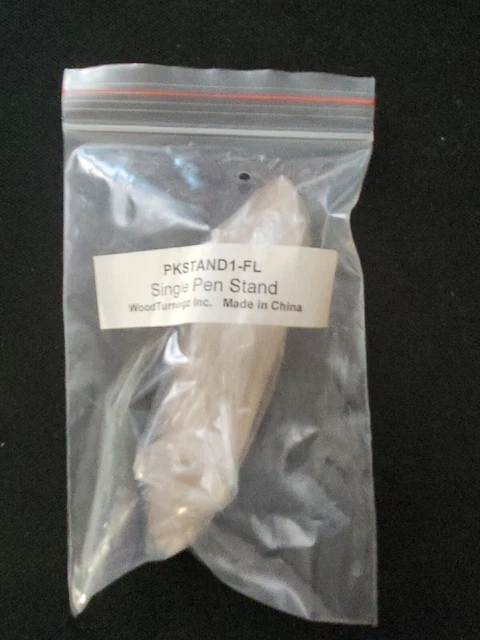 PKSTAND1-FL
Single Pen Stand
WoodTurningz Inc. Made in China